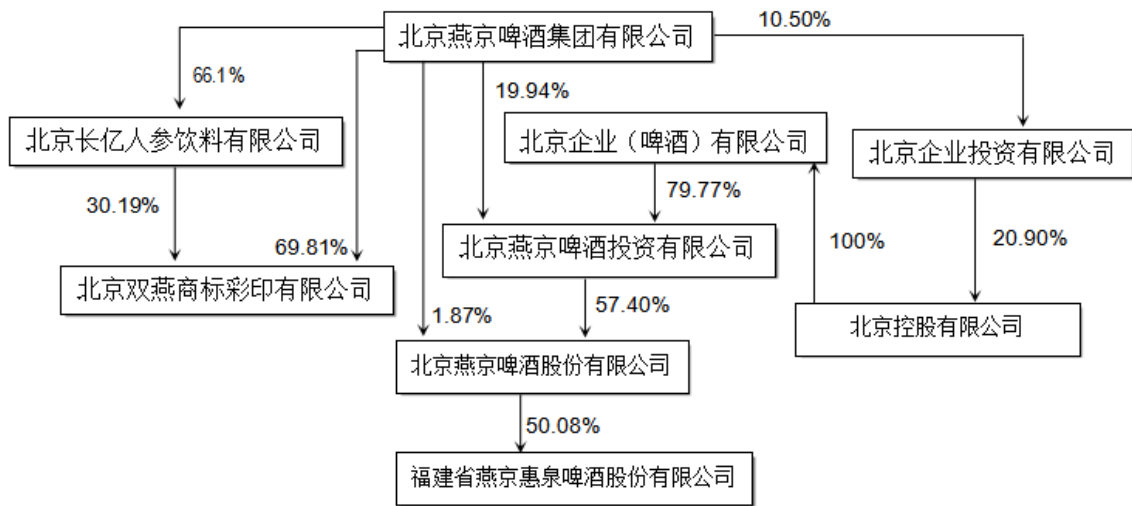 北京燕京啤酒集团有限公司
10.50%
66.1%
19.94%
北京长亿人参饮料有限公司
北京企业（啤酒）有限公司
北京企业投资有限公司
30.19%
79.77%
69.81%
北京燕京啤酒投资有限公司
100%
20.90%
北京双燕商标彩印有限公司
1.87%
57.40%
北京控股有限公司
北京燕京啤酒股份有限公司
50.08%
福建省燕京惠泉啤酒股份有限公司